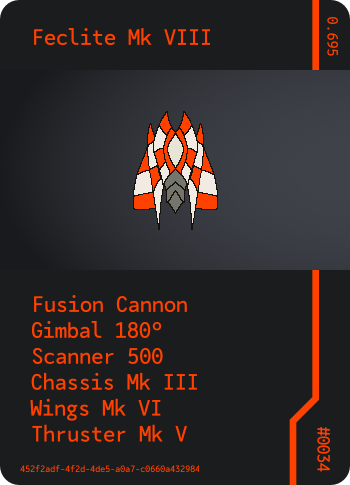 Feclite Mk VIII
0.695
Fusion Cannon
Gimbal 180°
Scanner 500
Chassis Mk III
Wings Mk VI
Thruster Mk V
#0034
452f2adf-4f2d-4de5-a0a7-c0660a432984